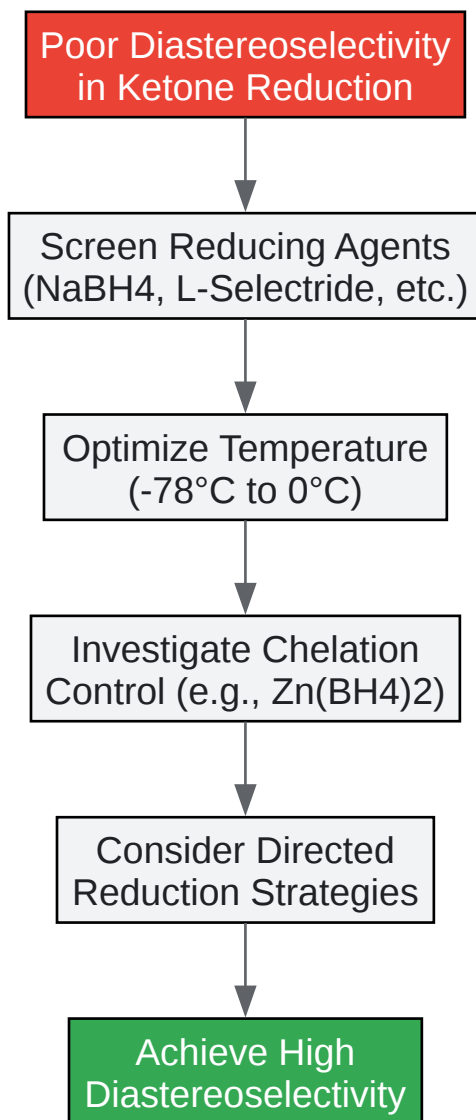 Poor Diastereoselectivity
in Ketone Reduction
Screen Reducing Agents
(NaBH4, L-Selectride, etc.)
Optimize Temperature
(-78°C to 0°C)
Investigate Chelation
Control (e.g., Zn(BH4)2)
Consider Directed
Reduction Strategies
Achieve High
Diastereoselectivity